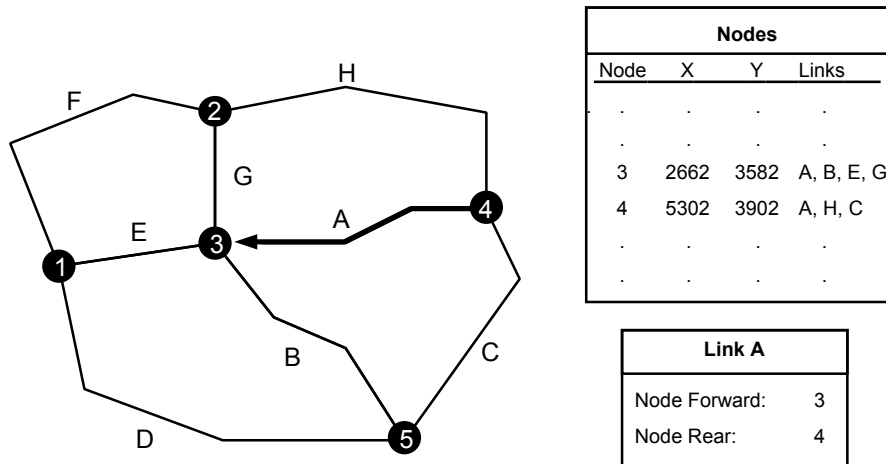 H
F
2
G
A
4
E
3
1
B
C
D
5
Nodes
Node X Y Links
. . . .
. . . .
3 2662 3582 A, B, E, G
4 5302 3902 A, H, C
. . . .
. . . .
Link A
Node Forward: 3
Node Rear: 4